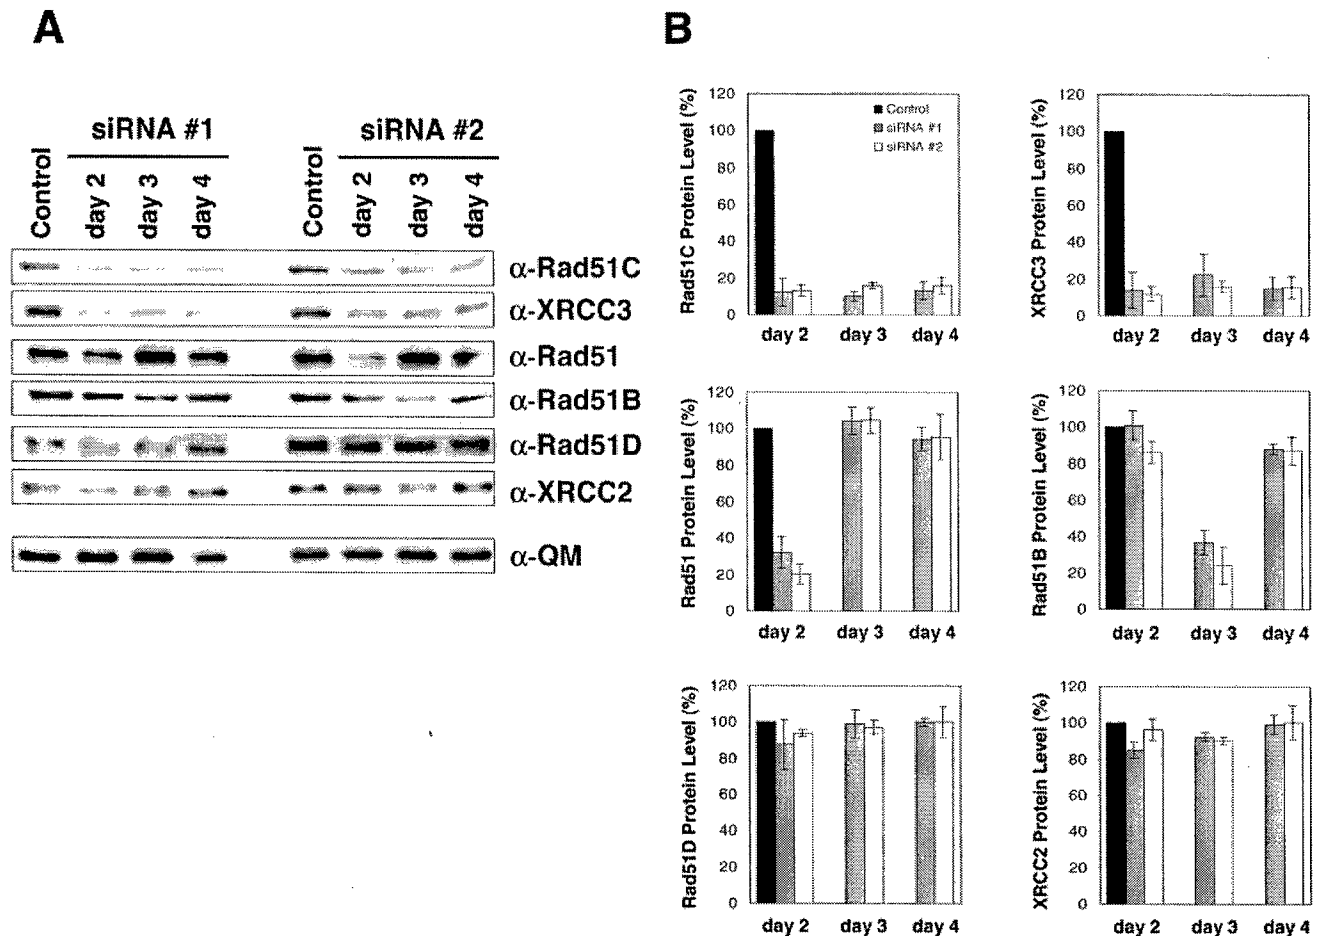 A
siRNA #1
siRNA #2
Control
day 2
day 3
day 4
Control
day 2
day 3
day 4
α-Rad51C
α-XRCC3
α-Rad51
α-Rad51B
α-Rad51D
α-XRCC2
α-QM
B
Rad51C Protein Level (%)
120
100
80
60
40
20
0
Control
siRNA #1
siRNA #2
day 2 day 3 day 4
XRCC3 Protein Level (%)
120
100
80
60
40
20
0
day 2 day 3 day 4
Rad51 Protein Level (%)
120
100
80
60
40
20
0
day 2 day 3 day 4
Rad51B Protein Level (%)
120
100
80
60
40
20
0
day 2 day 3 day 4
Rad51D Protein Level (%)
120
100
80
60
40
20
0
day 2 day 3 day 4
XRCC2 Protein Level (%)
120
100
80
60
40
20
0
day 2 day 3 day 4